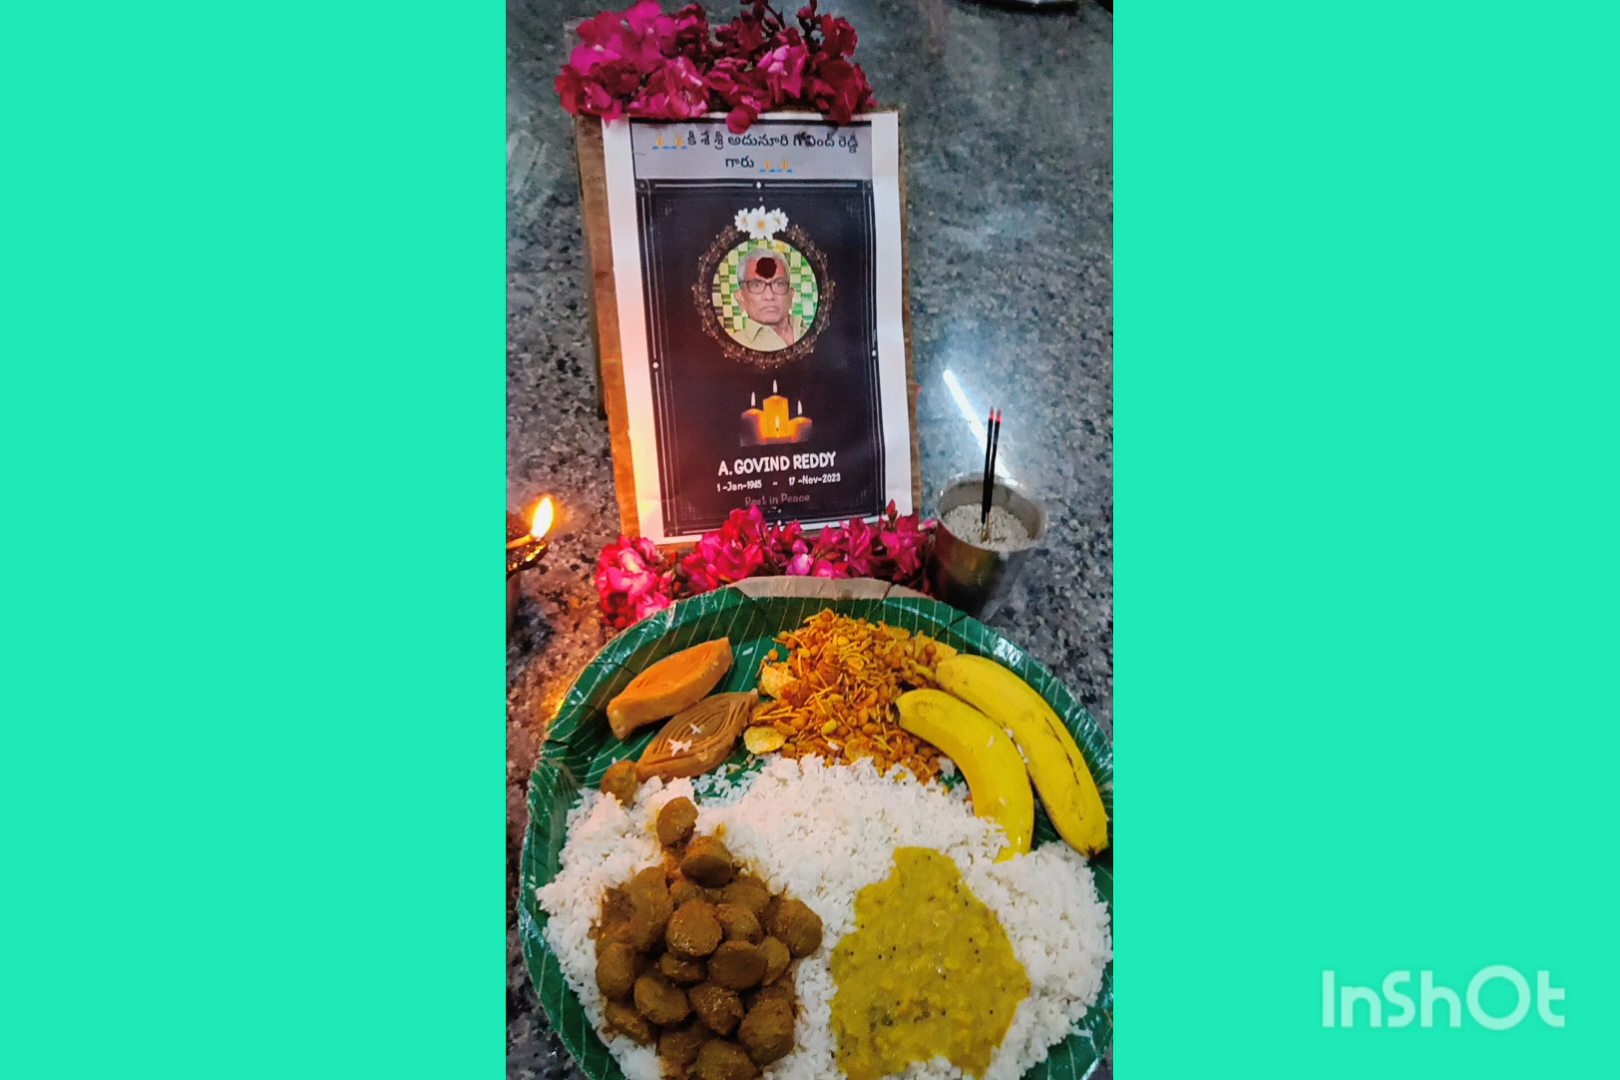 🙏🙏కీ శే శ్రీ అదునూరి గోవింద్ రెడ్డి
గారు 🙏🙏
A. GOVIND REDDY
1-Jan-1945 - 17-Nov-2023
Rest in Peace
InShOt